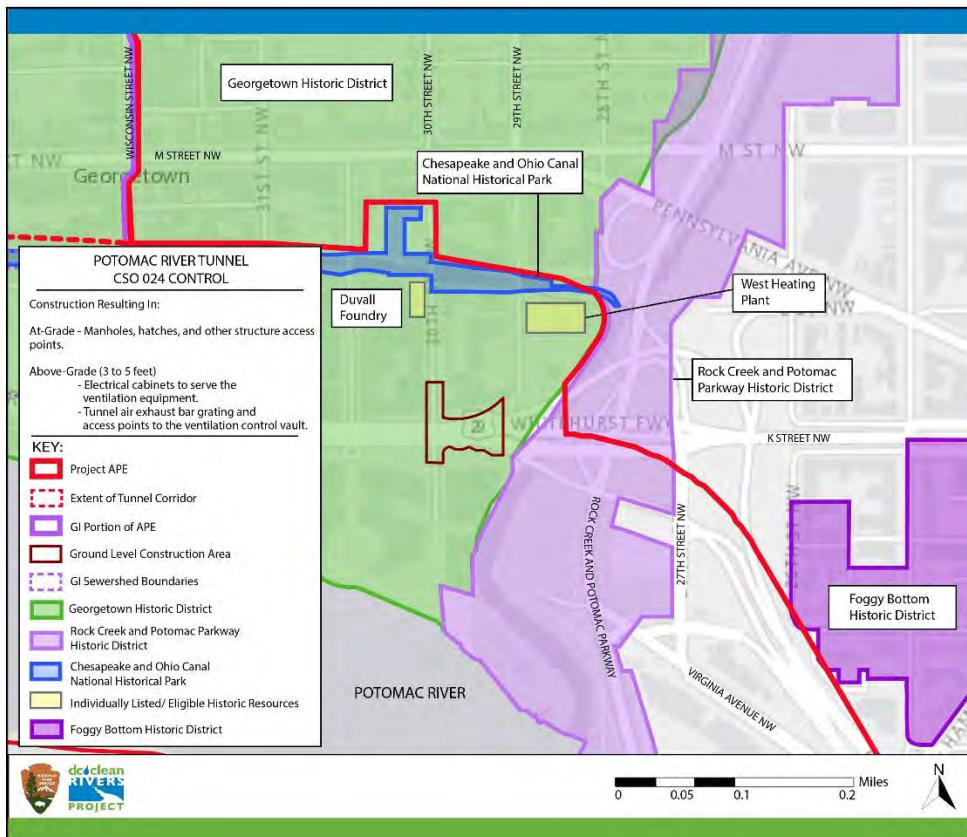 WISCONSIN STREET NW
Georgetown Historic District
30TH STREET NW
29TH STREET NW
28TH ST N
ST NW
M STREET NW
Georgetown
31ST ST NW
Chesapeake and Ohio Canal
National Historical Park
M ST NW
PENNSYLVANIA AVE NW
POTOMAC RIVER TUNNEL
CSO 024 CONTROL
Construction Resulting In:
At-Grade - Manholes, hatches, and other structure access
points.
Above-Grade (3 to 5 feet)
- Electrical cabinets to serve the
ventilation equipment.
- Tunnel air exhaust bar grating and
access points to the ventilation control vault.
Duvall
Foundry
West Heating
Plant
Rock Creek and Potomac
Parkway Historic District
29
WHITEHURST FWY
K STREET NW
KEY:
Project APE
Extent of Tunnel Corridor
GI Portion of APE
Ground Level Construction Area
GI Sewershed Boundaries
Georgetown Historic District
Rock Creek and Potomac Parkway
Historic District
Chesapeake and Ohio Canal
National Historical Park
Individually Listed/ Eligible Historic Resources
Foggy Bottom Historic District
ROCK CREEK AND POTOMAC PARKWAY
27TH STREET NW
Foggy Bottom
Historic District
POTOMAC RIVER
VIRGINIA AVENUE NW
dc clean
RIVERS
PROJECT
Miles
0 0.05 0.1 0.2
N